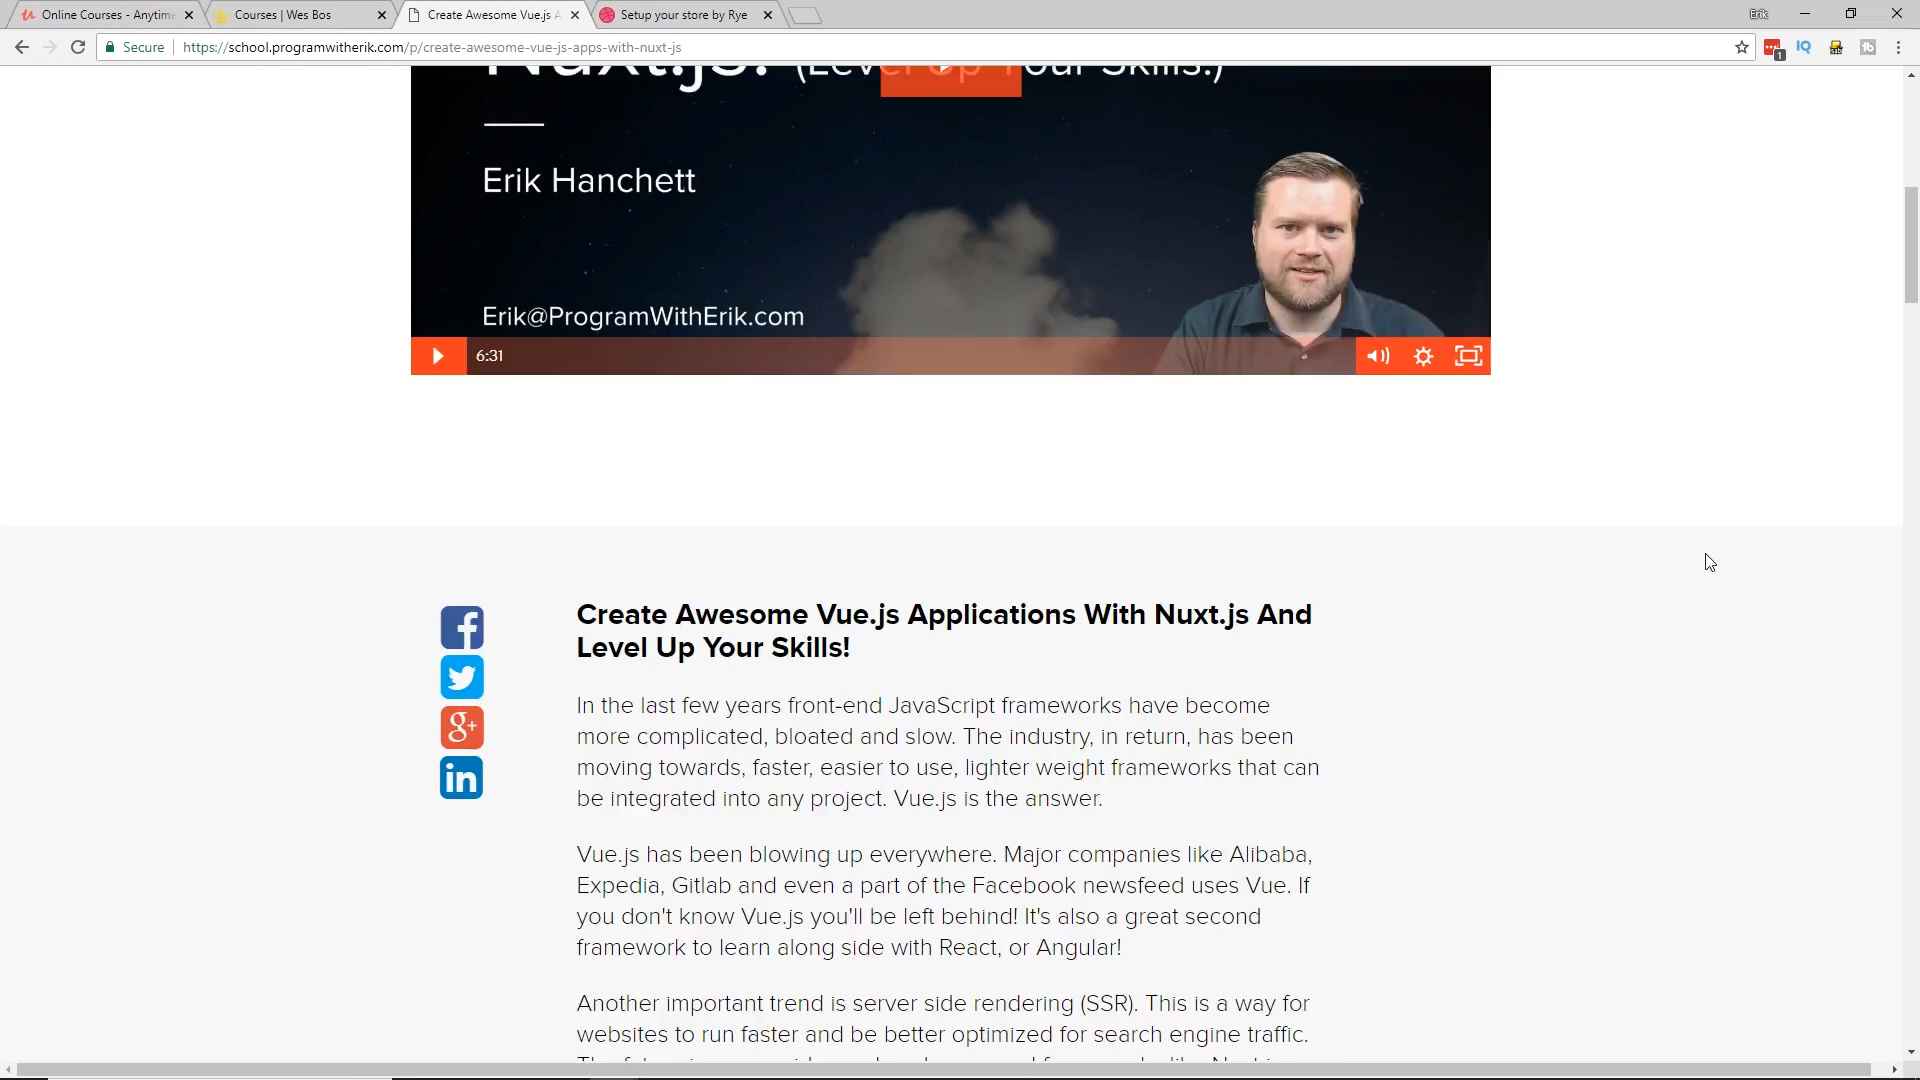 Online Courses - Anytime
Courses | Wes Bos
Create Awesome Vue.js A
Setup your store by Rye
Erik
Secure
https://school.programwitherik.com/p/create-awesome-vue-js-apps-with-nuxt-js
1
IQ
Nuxt.js! (Level Up Your Skills!)
Erik Hanchett
Erik@ProgramWithErik.com
6:31
Create Awesome Vue.js Applications With Nuxt.js And
Level Up Your Skills!
In the last few years front-end JavaScript frameworks have become
more complicated, bloated and slow. The industry, in return, has been
moving towards, faster, easier to use, lighter weight frameworks that can
be integrated into any project. Vue.js is the answer.
Vue.js has been blowing up everywhere. Major companies like Alibaba,
Expedia, Gitlab and even a part of the Facebook newsfeed uses Vue. If
you don't know Vue.js you'll be left behind! It's also a great second
framework to learn along side with React, or Angular!
Another important trend is server side rendering (SSR). This is a way for
websites to run faster and be better optimized for search engine traffic.